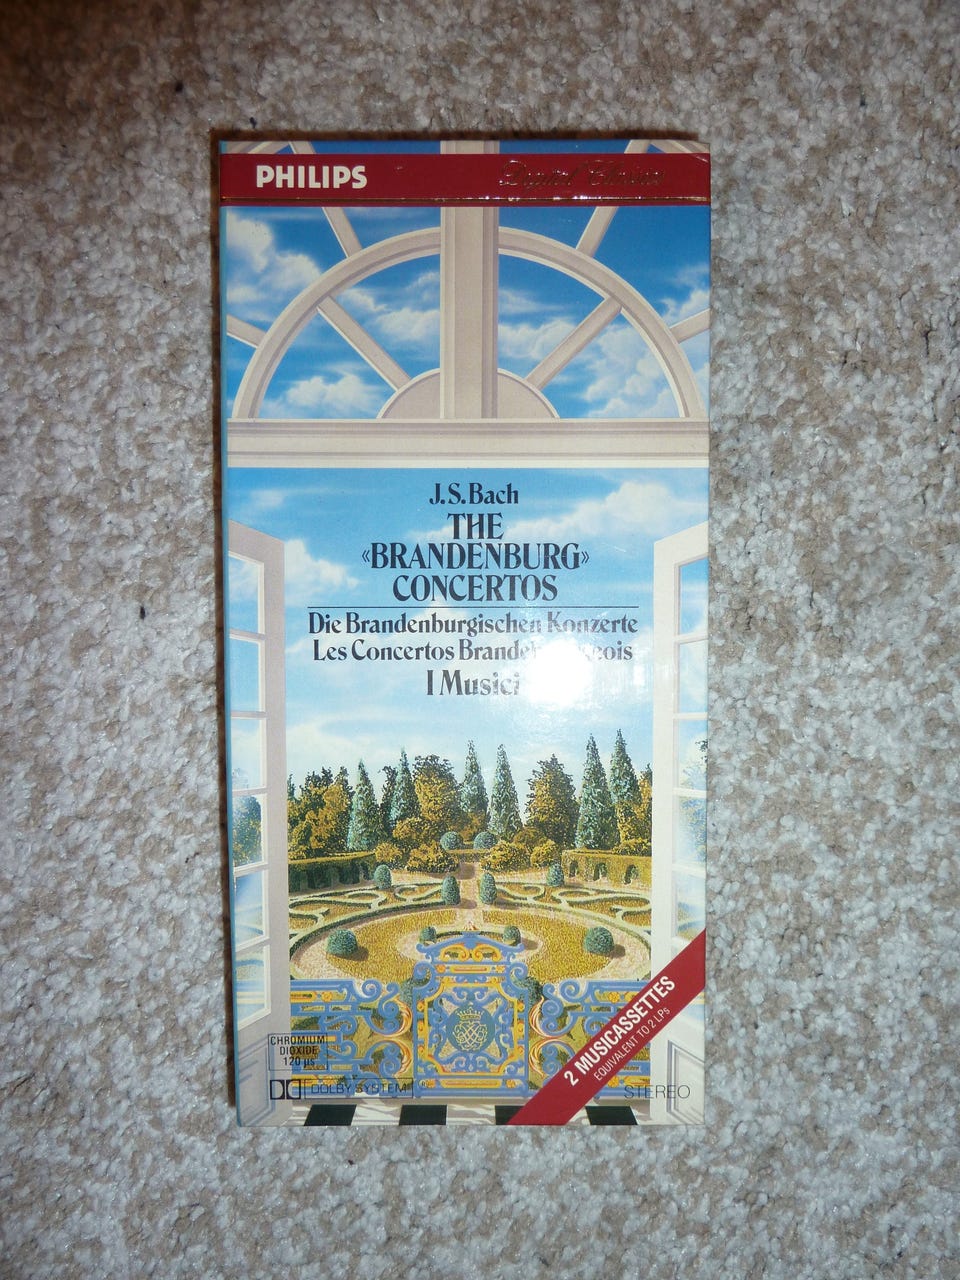 PHILIPS
Digital Classics
J.S.Bach
THE
«BRANDENBURG»
CONCERTOS
Die Brandenburgischen Konzerte
Les Concertos
I Musici
CHROMIUM
DIOXIDE
120 µs
DOLBY SYSTEM
2 MUSICASSETTES
EQUIVALENT TO 2 LPs
STEREO